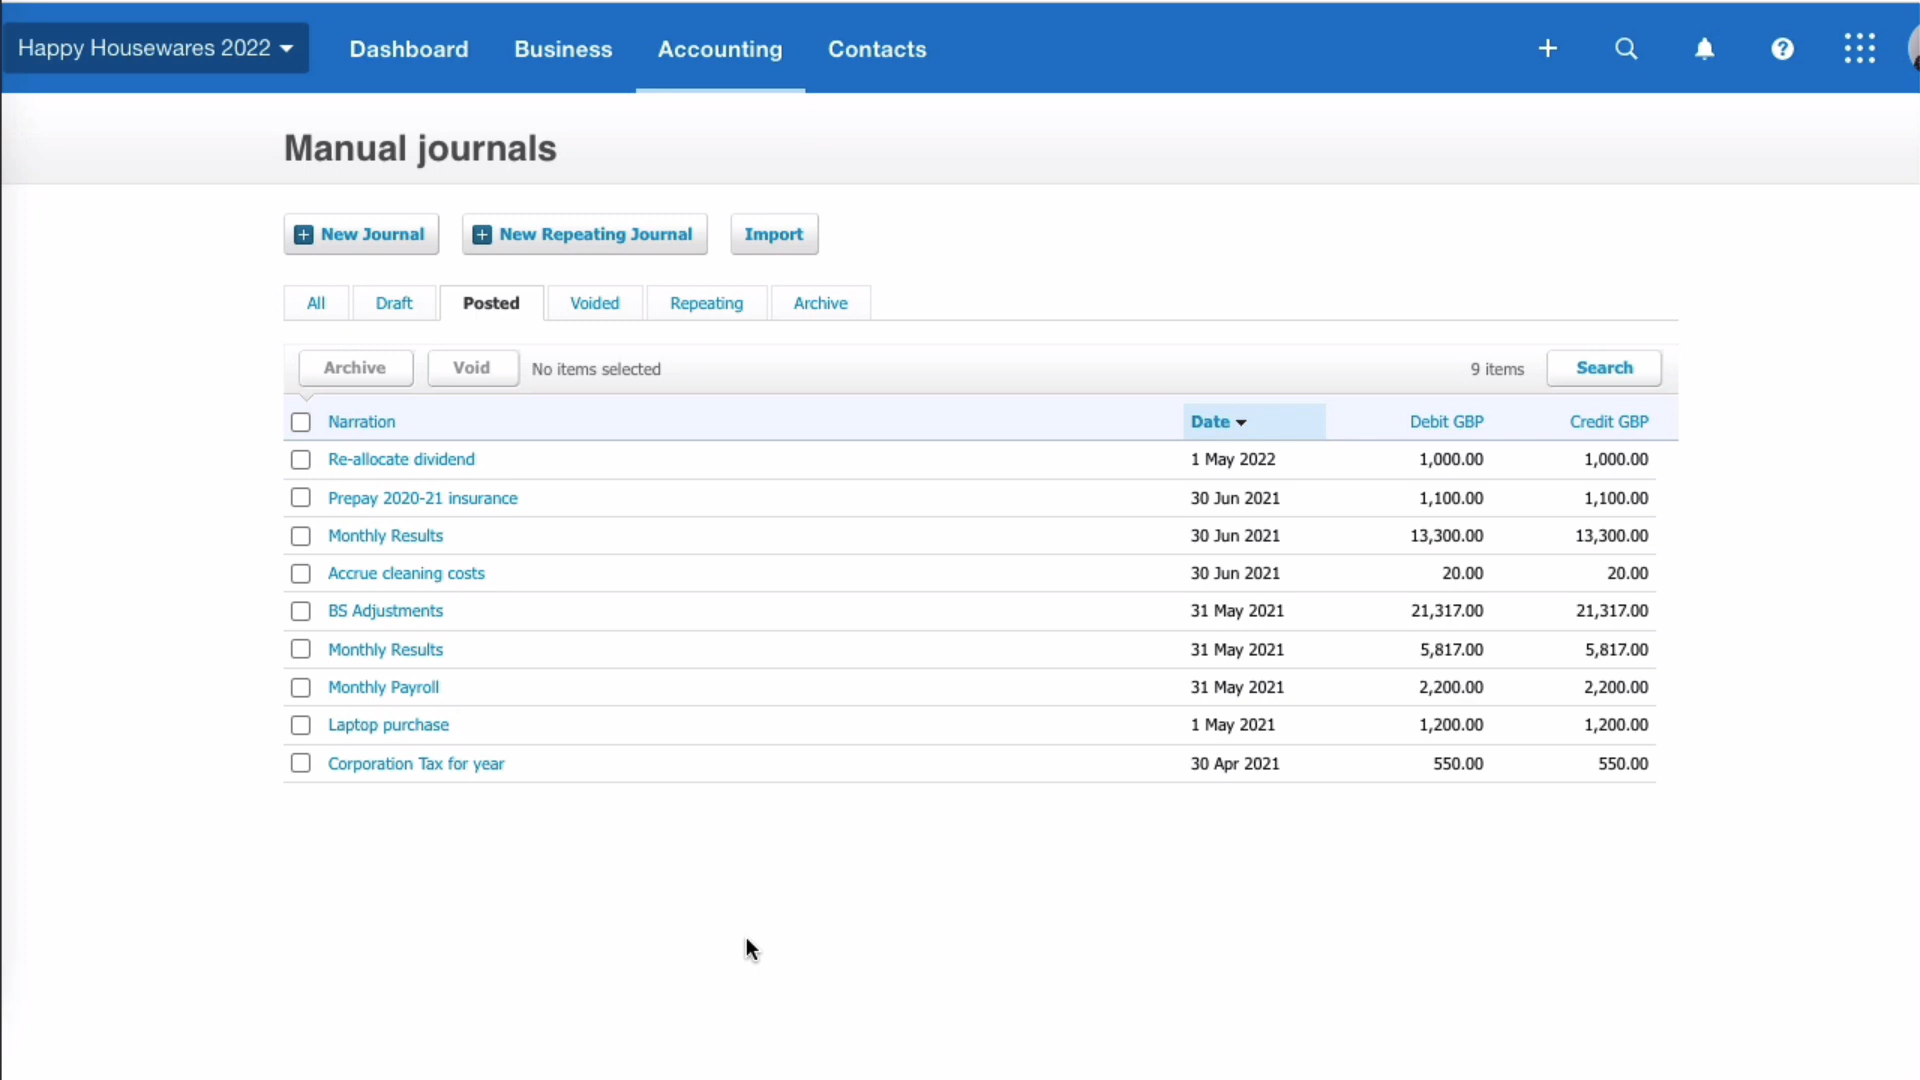 Happy Housewares 2022 Dashboard Business Accounting Contacts
Manual journals
New Journal New Repeating Journal Import
All Draft Posted Voided Repeating Archive
Archive Void No items selected 9 items Search
Narration Date Debit GBP Credit GBP
Re-allocate dividend 1 May 2022 1,000.00 1,000.00
Prepay 2020-21 insurance 30 Jun 2021 1,100.00 1,100.00
Monthly Results 30 Jun 2021 13,300.00 13,300.00
Accrue cleaning costs 30 Jun 2021 20.00 20.00
BS Adjustments 31 May 2021 21,317.00 21,317.00
Monthly Results 31 May 2021 5,817.00 5,817.00
Monthly Payroll 31 May 2021 2,200.00 2,200.00
Laptop purchase 1 May 2021 1,200.00 1,200.00
Corporation Tax for year 30 Apr 2021 550.00 550.00